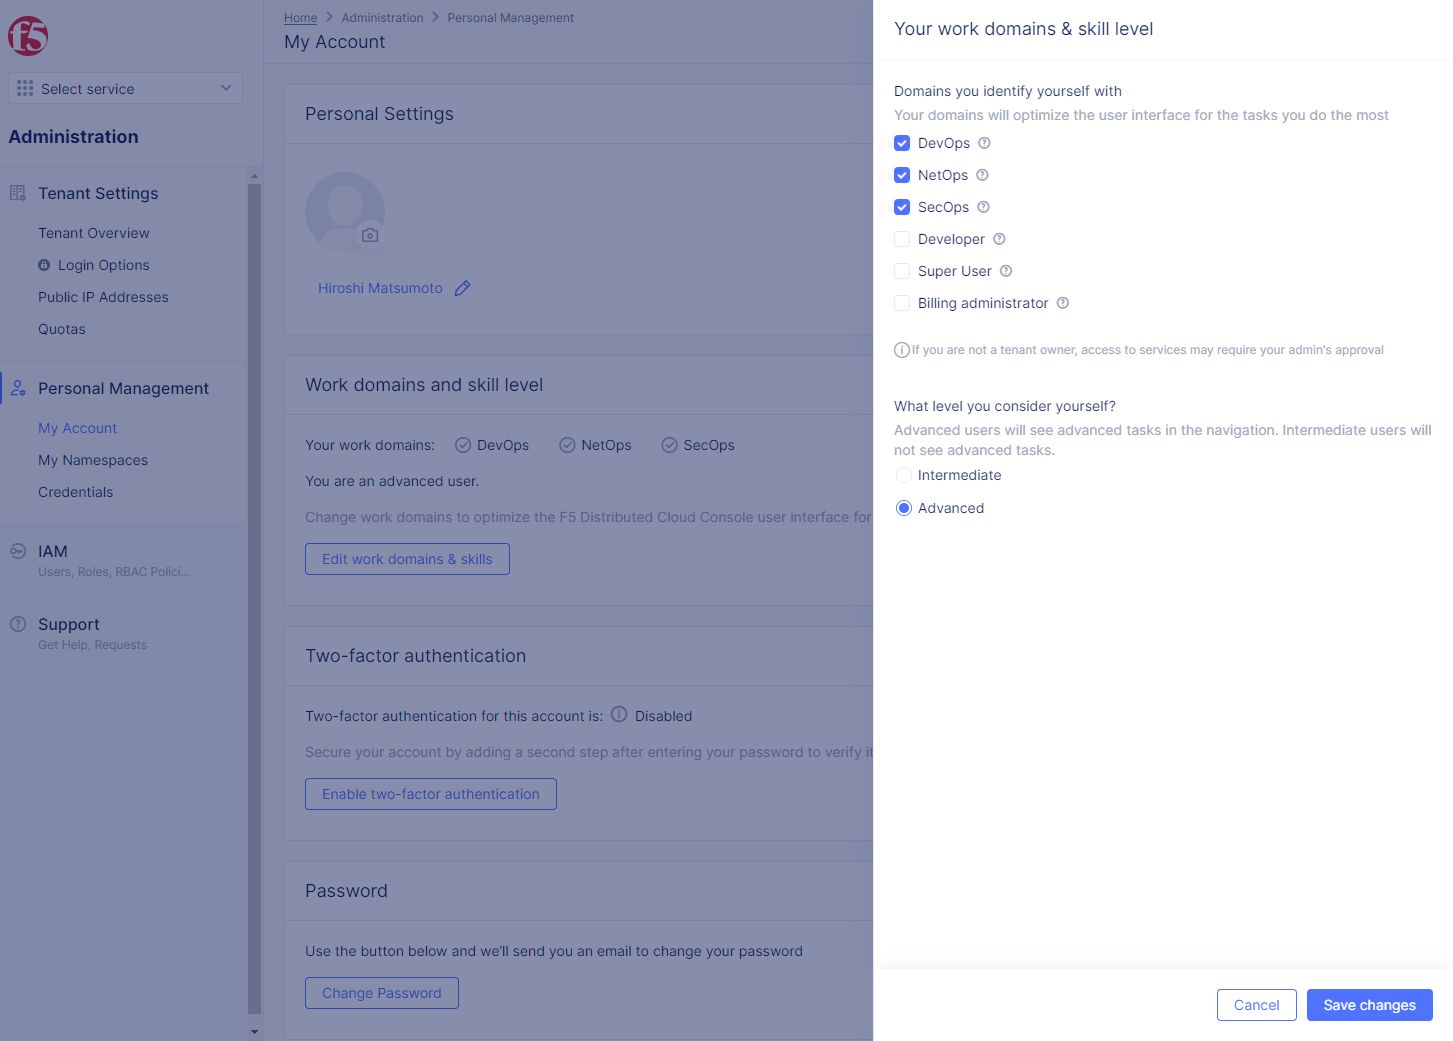 f5
Select service
Administration
Tenant Settings
Tenant Overview
Login Options
Public IP Addresses
Quotas
Personal Management
My Account
My Namespaces
Credentials
IAM
Users, Roles, RBAC Polici...
Support
Get Help, Requests
Home > Administration > Personal Management
My Account
Personal Settings
Hiroshi Matsumoto
Work domains and skill level
Your work domains: DevOps NetOps SecOps
You are an advanced user.
Change work domains to optimize the F5 Distributed Cloud Console user interface for
Edit work domains & skills
Two-factor authentication
Two-factor authentication for this account is: Disabled
Secure your account by adding a second step after entering your password to verify it
Enable two-factor authentication
Password
Use the button below and we'll send you an email to change your password
Change Password
Your work domains & skill level
Domains you identify yourself with
Your domains will optimize the user interface for the tasks you do the most
DevOps
NetOps
SecOps
Developer
Super User
Billing administrator
If you are not a tenant owner, access to services may require your admin's approval
What level you consider yourself?
Advanced users will see advanced tasks in the navigation. Intermediate users will
not see advanced tasks.
Intermediate
Advanced
Cancel
Save changes